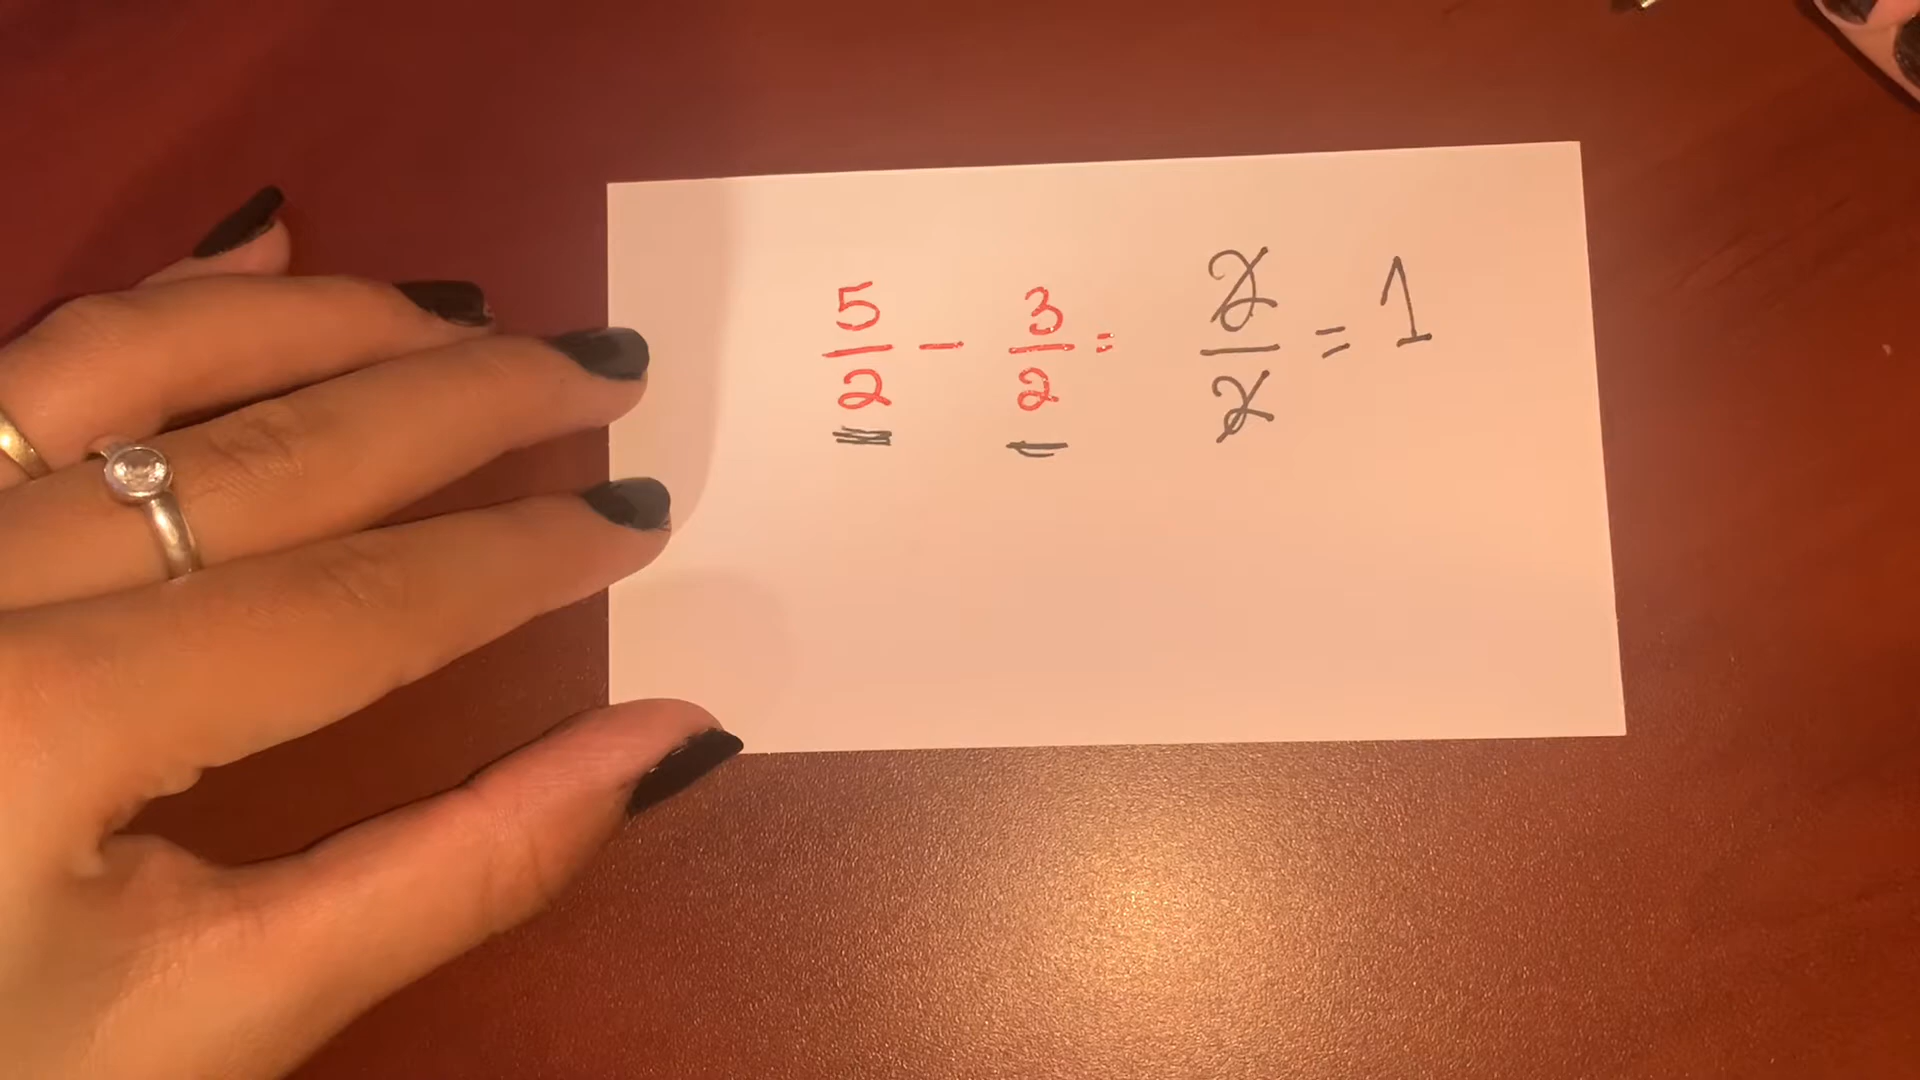 5/2 - 3/2 = 2/2 = 1